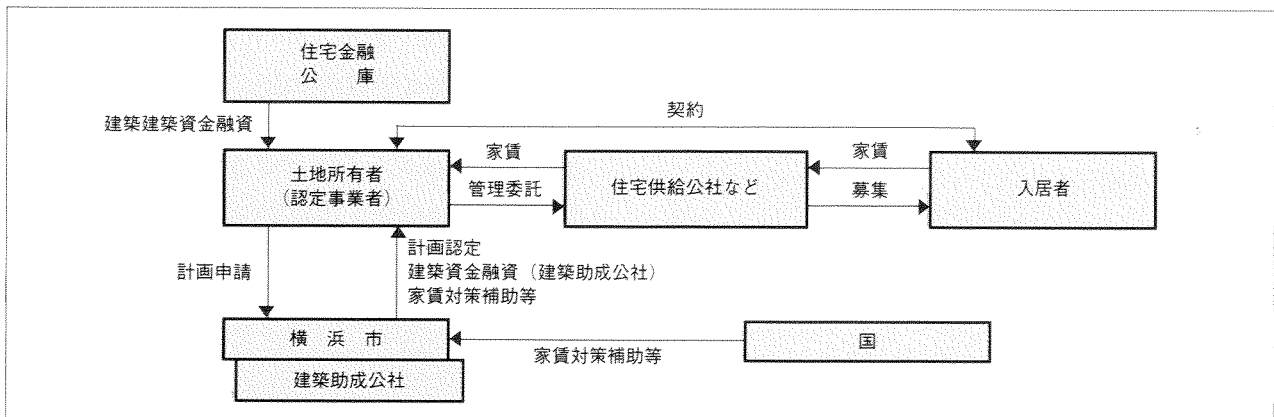 住宅金融
公　庫
建築建築資金融資
契約
土地所有者
（認定事業者）
家賃
管理委託
住宅供給公社など
家賃
募集
入居者
計画申請
計画認定
建築資金融資（建築助成公社）
家賃対策補助等
横　浜　市
建築助成公社
家賃対策補助等
国